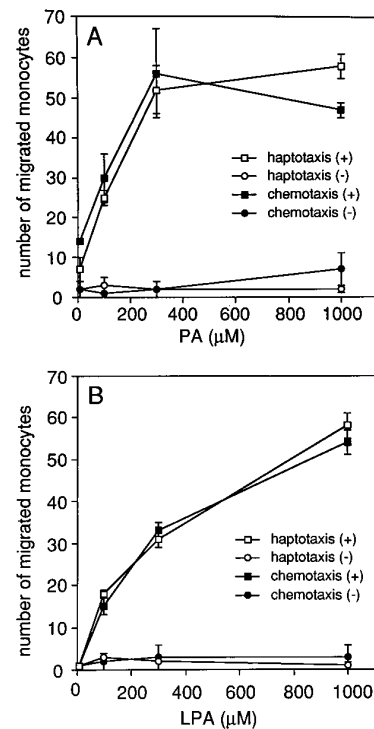 A
70
60
50
40
30
20
10
0
number of migrated monocytes
haptotaxis (+)
haptotaxis (-)
chemotaxis (+)
chemotaxis (-)
0 200 400 600 800 1000
PA (μM)
B
70
60
50
40
30
20
10
0
number of migrated monocytes
haptotaxis (+)
haptotaxis (-)
chemotaxis (+)
chemotaxis (-)
0 200 400 600 800 1000
LPA (μM)